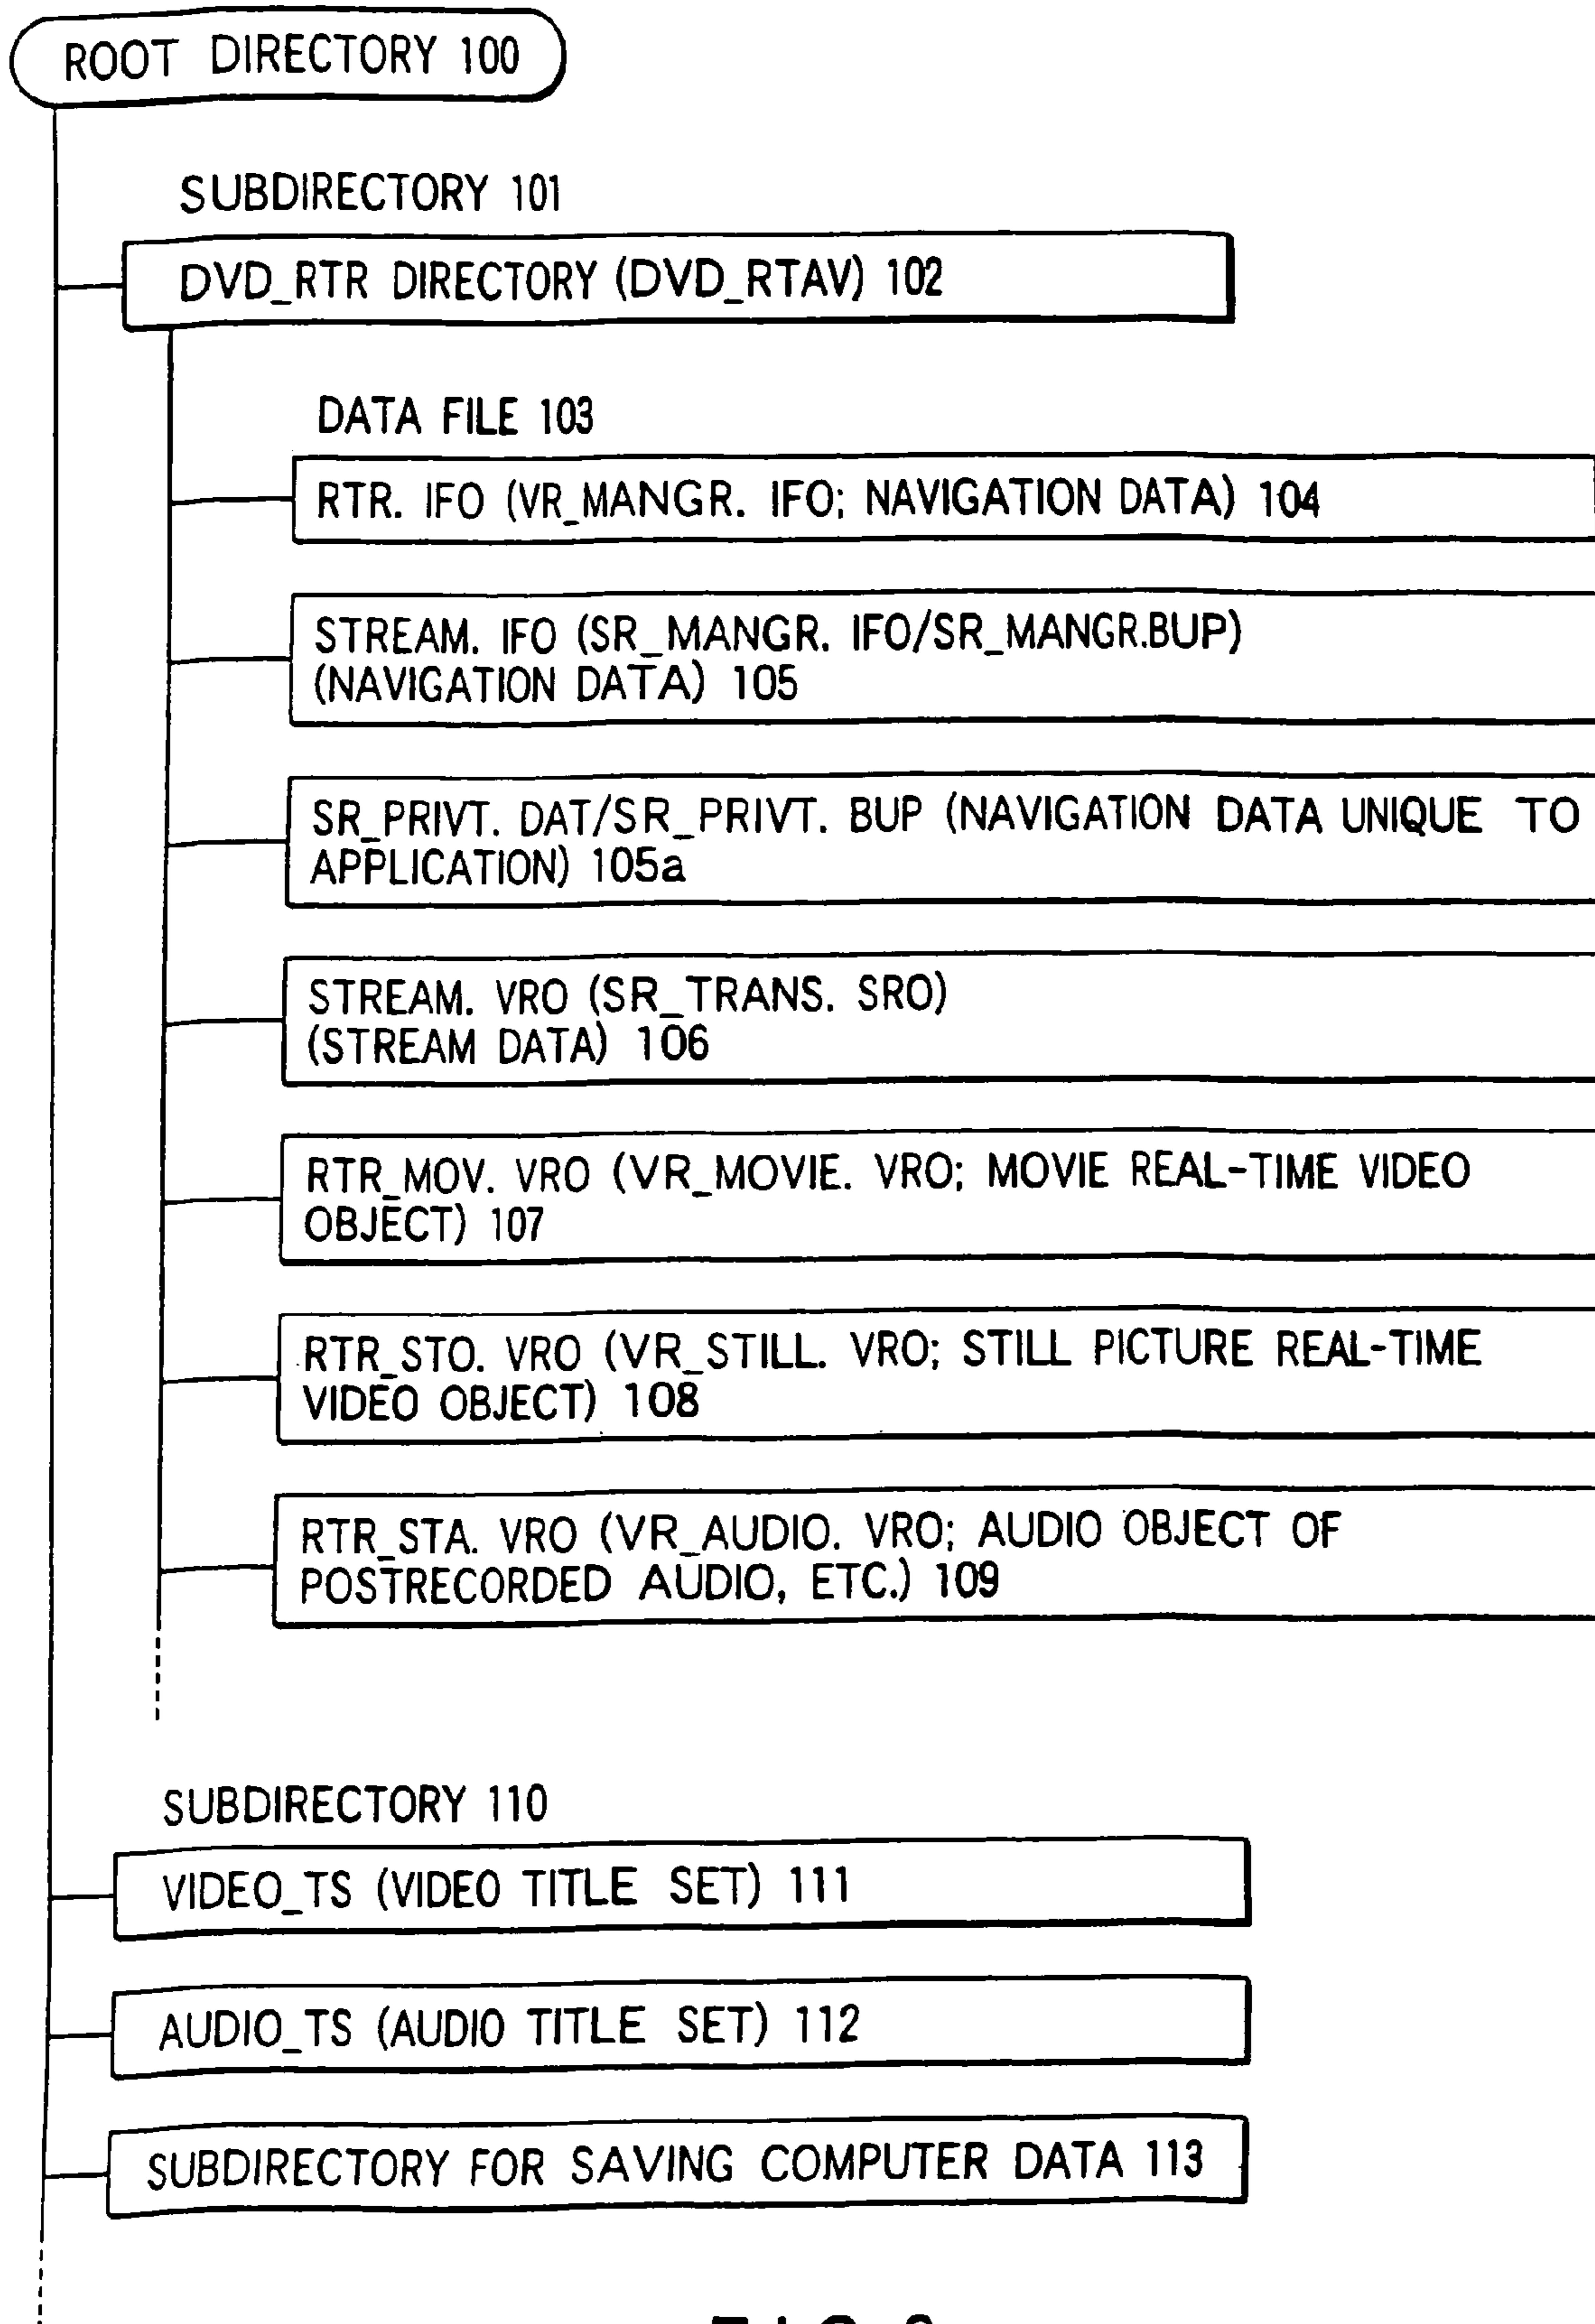 ROOT DIRECTORY 100
SUBDIRECTORY 101
DVD_RTR DIRECTORY (DVD_RTAV) 102
DATA FILE 103
RTR. IFO (VR_MANGR. IFO; NAVIGATION DATA) 104
STREAM. IFO (SR_MANGR. IFO/SR_MANGR.BUP)
(NAVIGATION DATA) 105
SR_PRIVT. DAT/SR_PRIVT. BUP (NAVIGATION DATA UNIQUE TO
APPLICATION) 105a
STREAM. VRO (SR_TRANS. SRO)
(STREAM DATA) 106
RTR_MOV. VRO (VR_MOVIE. VRO; MOVIE REAL-TIME VIDEO
OBJECT) 107
RTR_STO. VRO (VR_STILL. VRO; STILL PICTURE REAL-TIME
VIDEO OBJECT) 108
RTR_STA. VRO (VR_AUDIO. VRO; AUDIO OBJECT OF
POSTRECORDED AUDIO, ETC.) 109
SUBDIRECTORY 110
VIDEO_TS (VIDEO TITLE SET) 111
AUDIO_TS (AUDIO TITLE SET) 112
SUBDIRECTORY FOR SAVING COMPUTER DATA 113